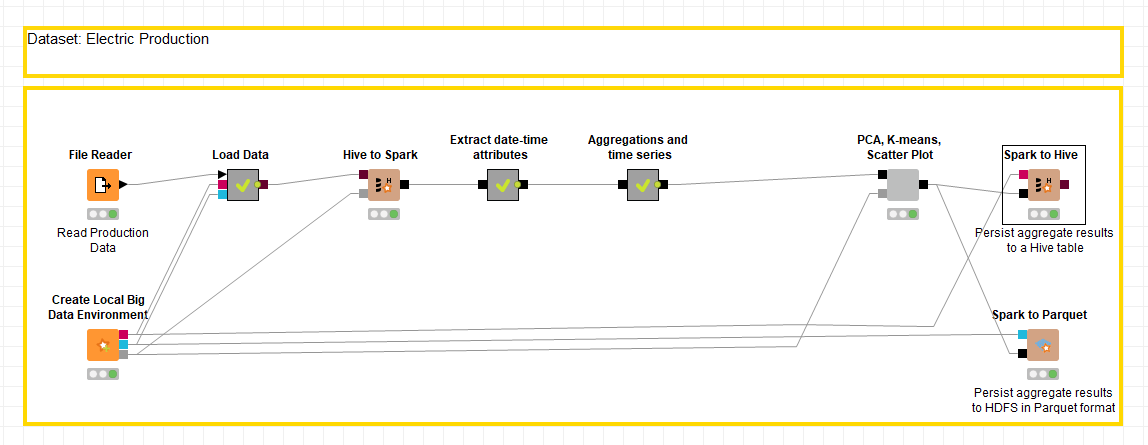 Dataset: Electric Production
File Reader
Load Data
Hive to Spark
Extract date-time
attributes
Aggregations and
time series
PCA, K-means,
Scatter Plot
Spark to Hive
H
H
Read Production
Data
Persist aggregate results
to a Hive table
Create Local Big
Data Environment
Spark to Parquet
Persist aggregate results
to HDFS in Parquet format